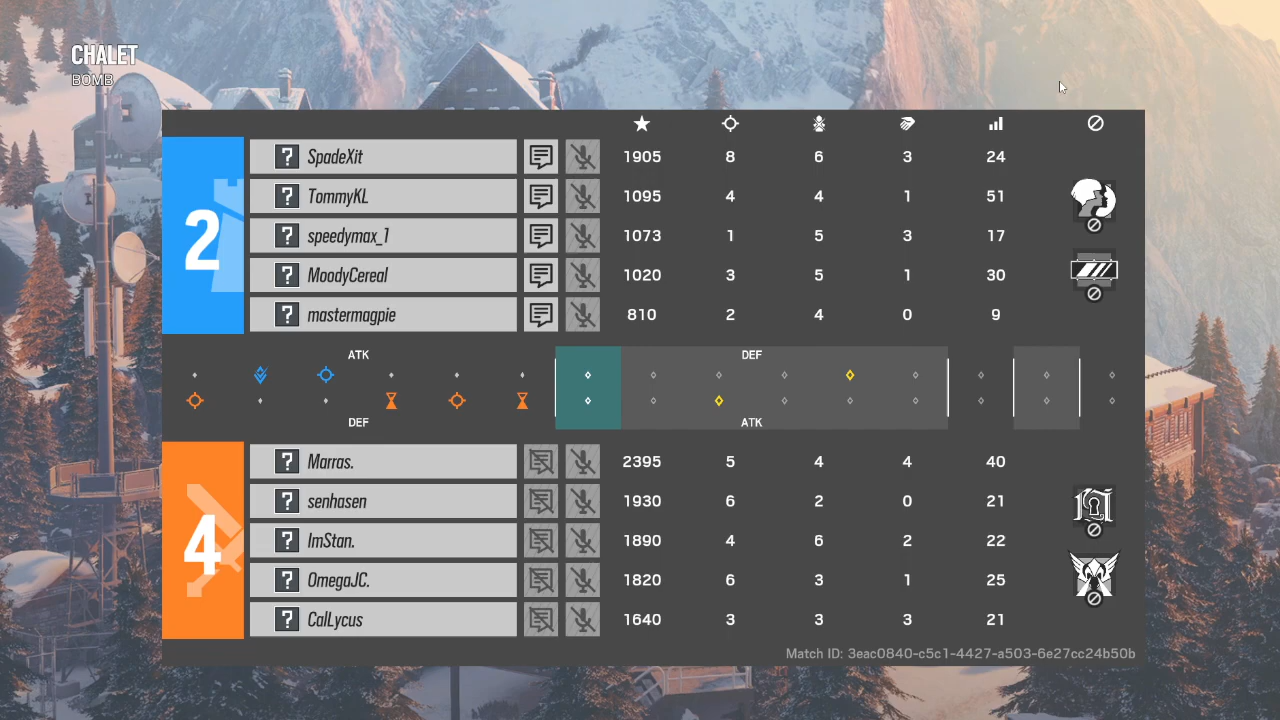 CHALET
BOMB
2
? SpadeXit 1905 8 6 3 24
? TommyKL 1095 4 4 1 51
? speedymax_1 1073 1 5 3 17
? MoodyCereal 1020 3 5 1 30
? mastermagpie 810 2 4 0 9
ATK DEF
DEF ATK
4
? Marras. 2395 5 4 4 40
? senhasen 1930 6 2 0 21
? ImStan. 1890 4 6 2 22
? OmegaJC. 1820 6 3 1 25
? CalLycus 1640 3 3 3 21
Match ID: 3eac0840-c5c1-4427-a503-6e27cc24b50b